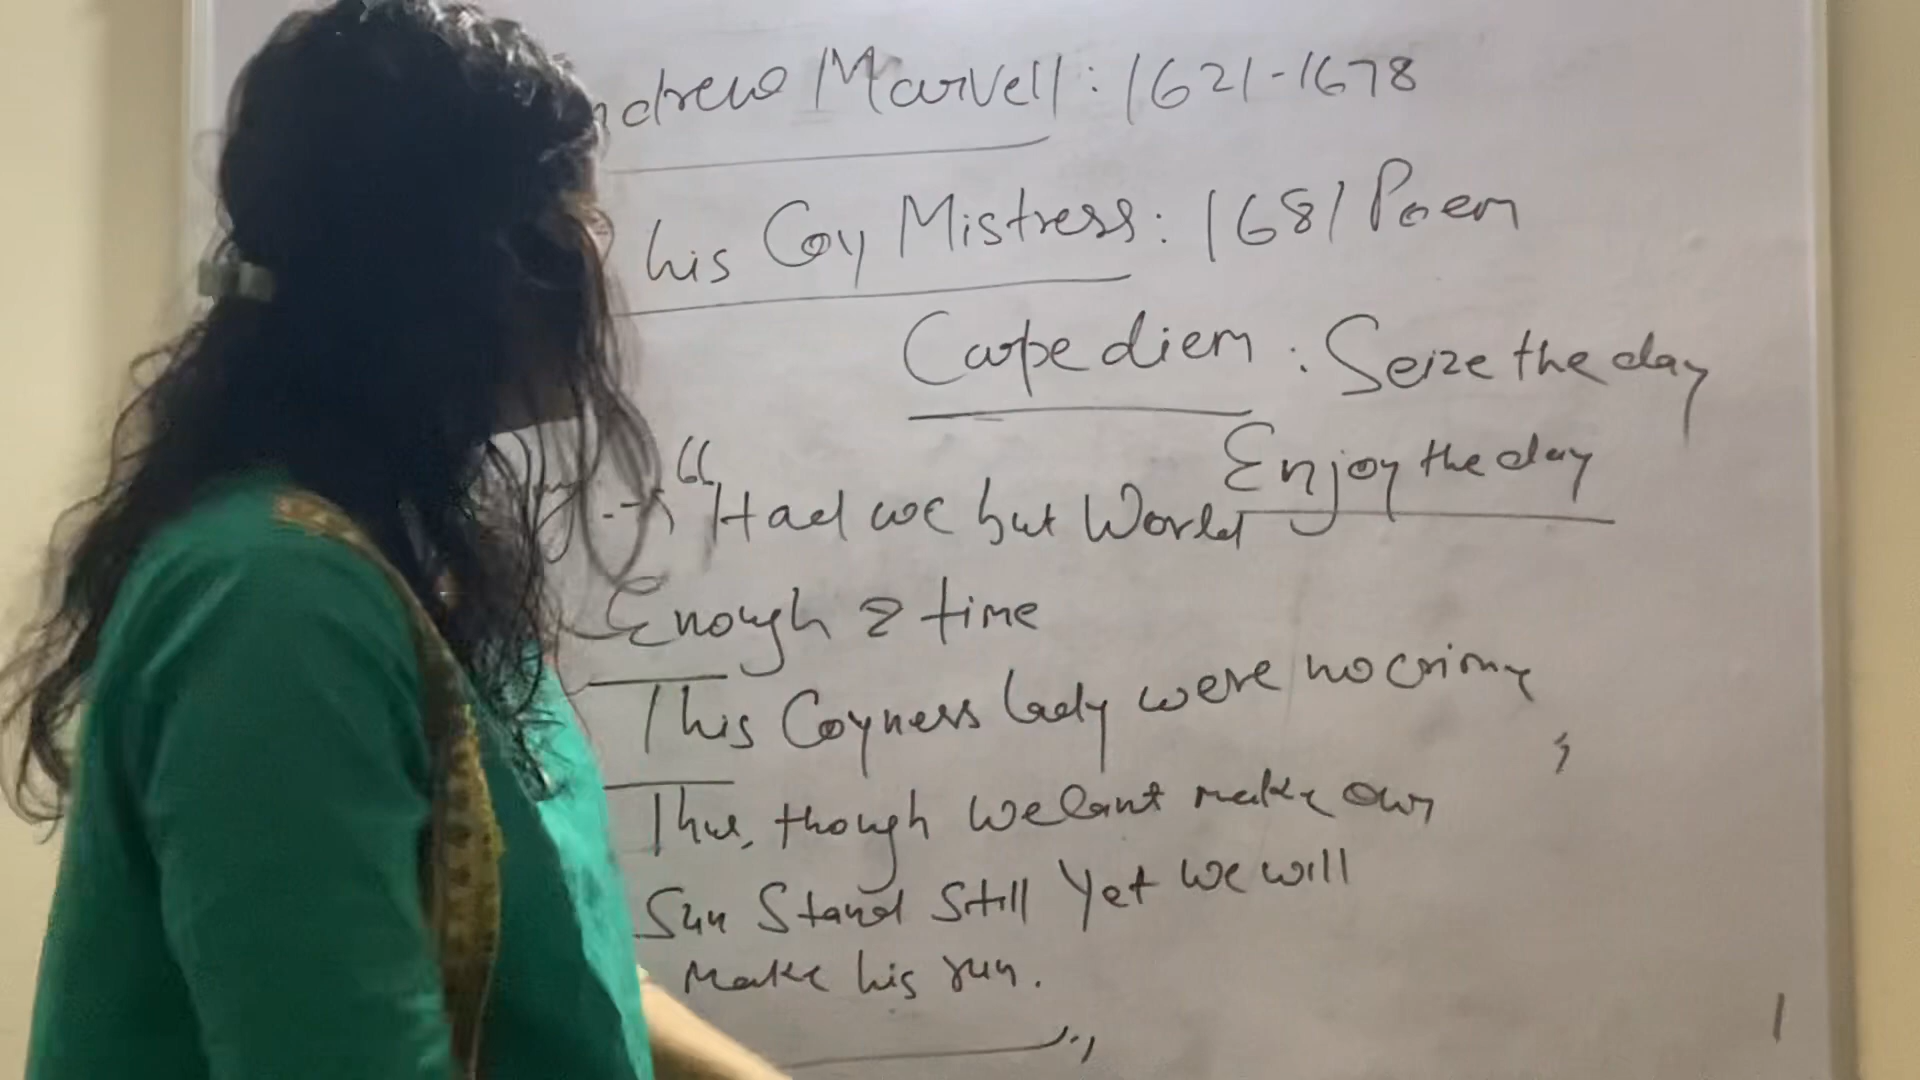 ndrew Marvell: 1621-1678
his Coy Mistress: 1681 Poem
Carpe diem : Seize the day
Enjoy the day
"Had we but World
Enough & time
This Coyness lady were no crime,
Thus, though we cant make our
Sun Stand Still Yet we will
Make his run.